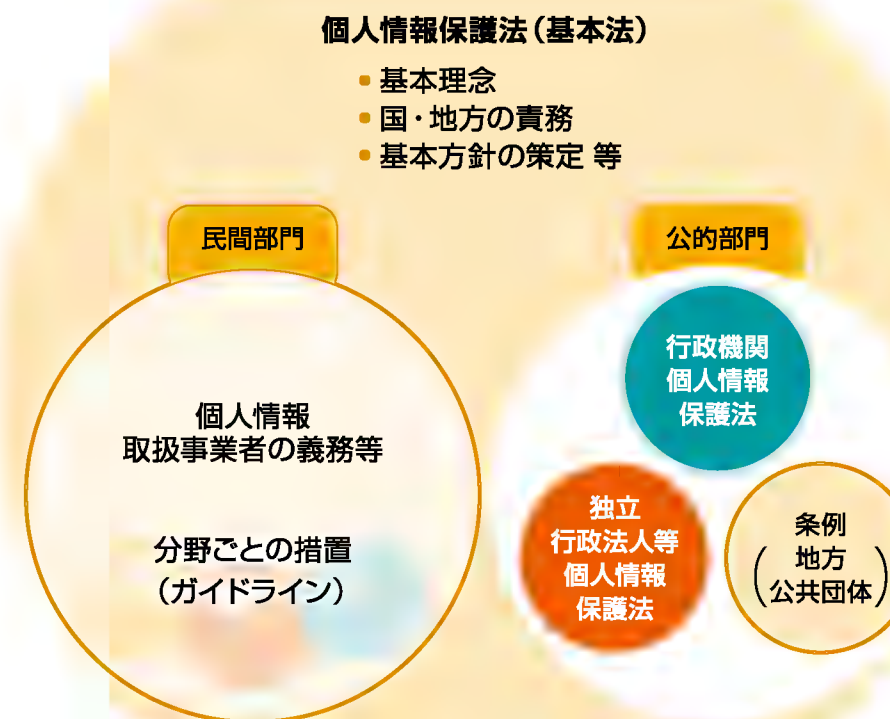 個人情報保護法（基本法）
• 基本理念
• 国・地方の責務
• 基本方針の策定 等
民間部門
個人情報
取扱事業者の義務等
分野ごとの措置
（ガイドライン）
公的部門
行政機関
個人情報
保護法
独立
行政法人等
個人情報
保護法
条例
（地方
公共団体）